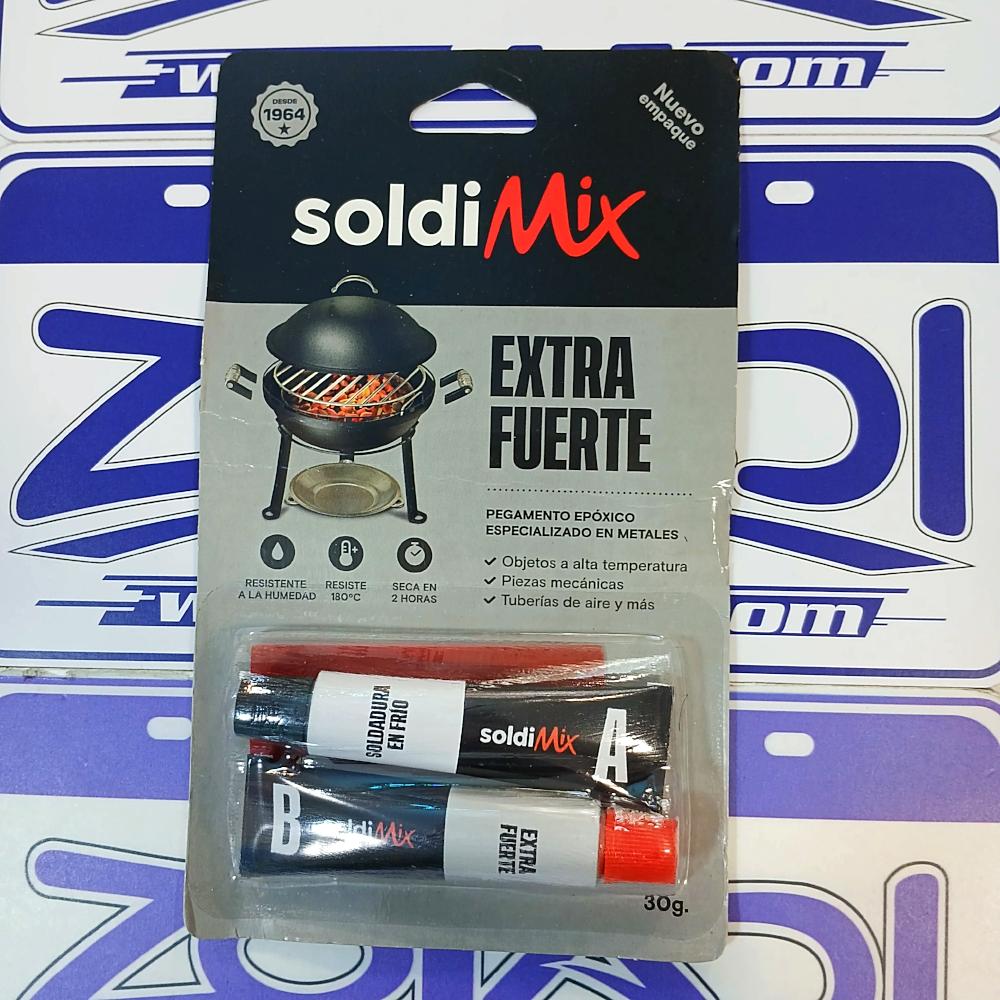 DESDE
1964
Nuevo
empaque
soldiMix
EXTRA
FUERTE
PEGAMENTO EPÓXICO
ESPECIALIZADO EN METALES
Objetos a alta temperatura
Piezas mecánicas
Tuberías de aire y más
RESISTENTE
A LA HUMEDAD
RESISTE
180°C
SECA EN
2 HORAS
SOLDADURA
EN FRÍO
soldiMix
A
B
soldiMix
EXTRA
FUERTE
30g.